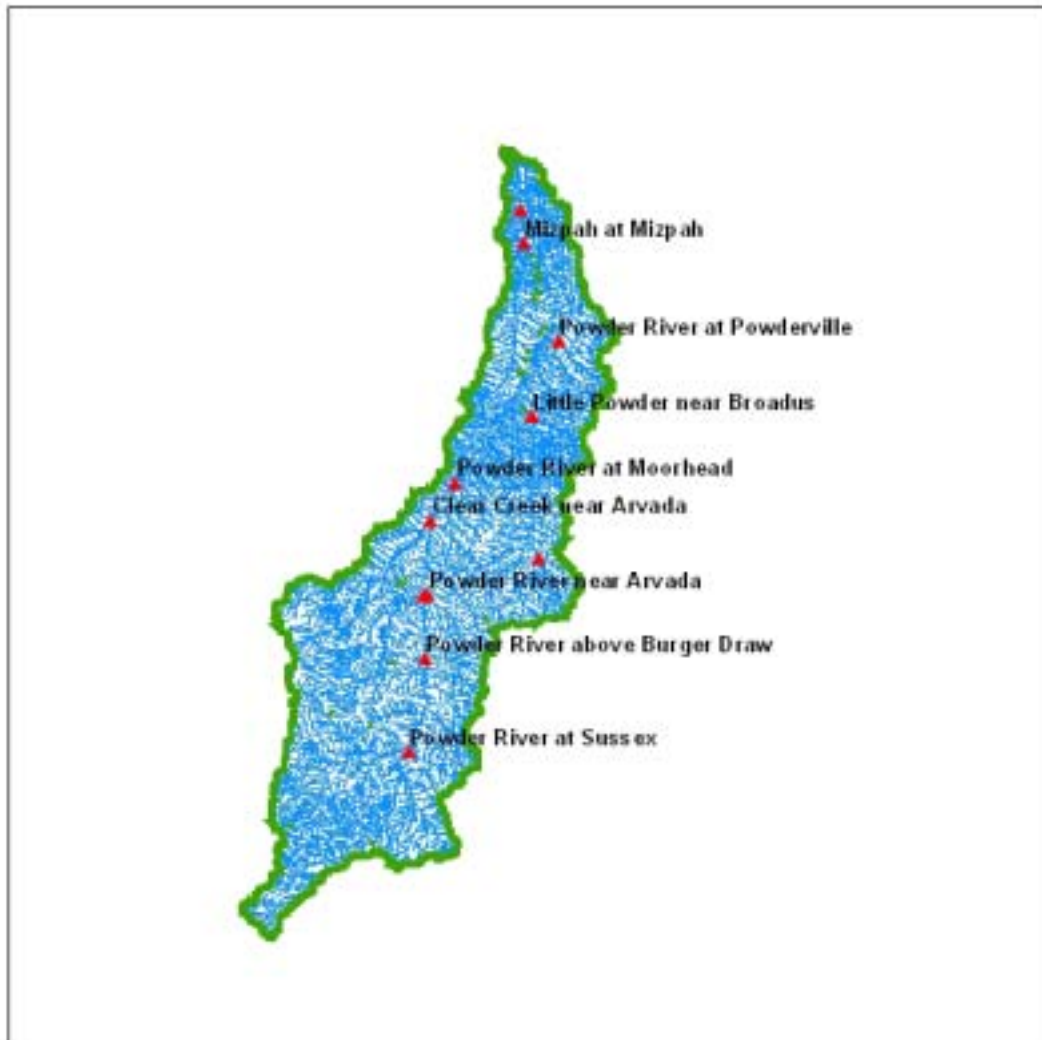 Mizpah at Mizpah
Powder River at Powderville
Little Powder near Broadus
Powder River at Moorhead
Clear Creek near Arvada
Powder River near Arvada
Powder River above Burger Draw
Powder River at Sussex